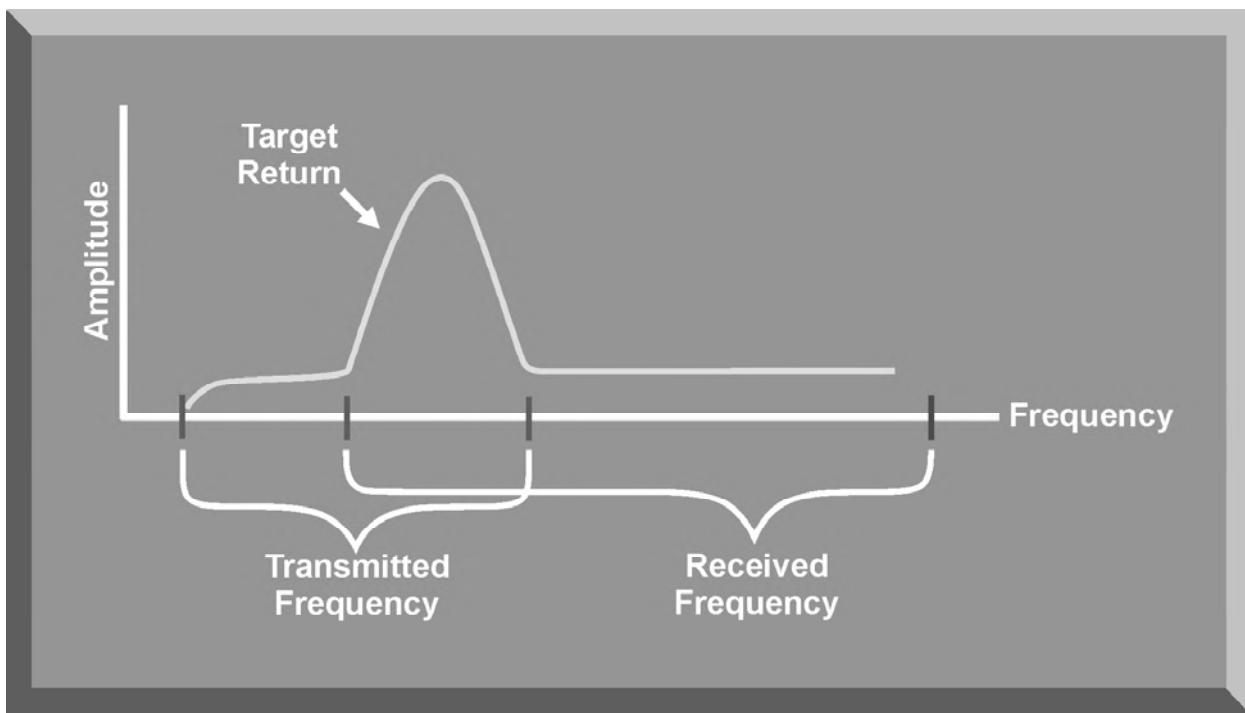 Target
Return
Amplitude
Frequency
Transmitted
Frequency
Received
Frequency